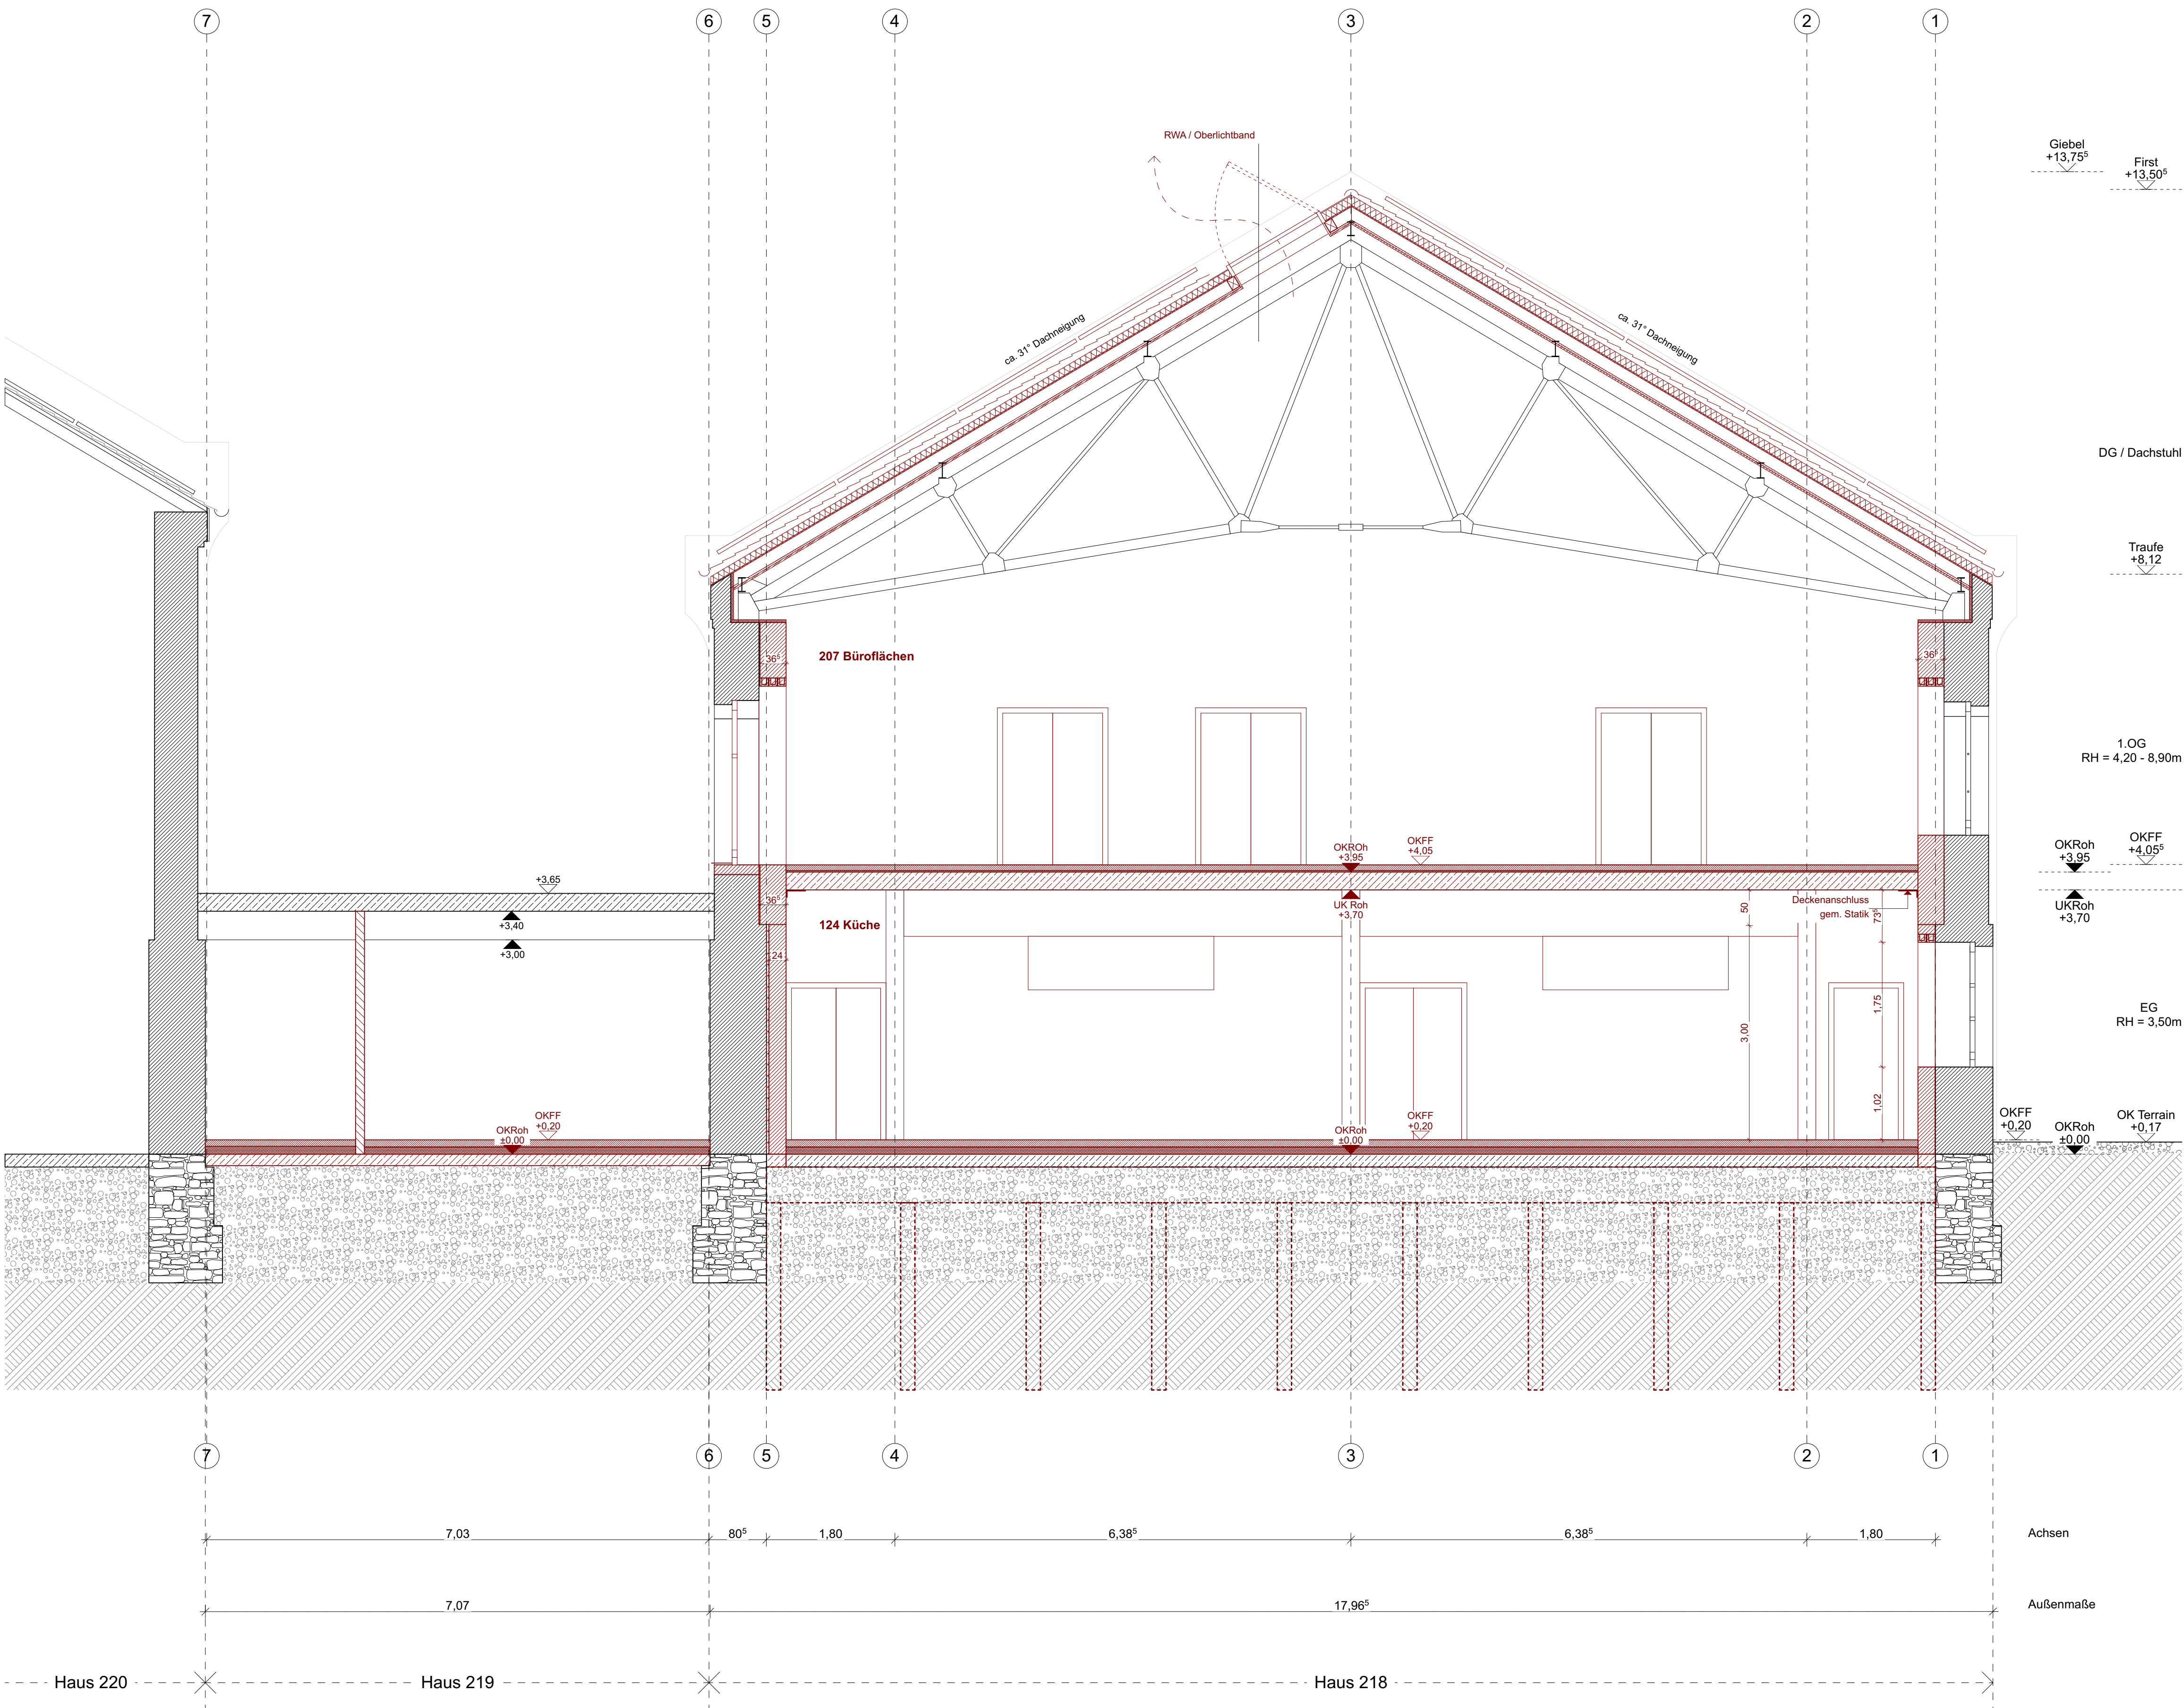 7 6 5 4 3 2 1
RWA / Oberlichtband
Giebel
+13,75⁵
First
+13,50⁵
ca. 31° Dachneigung
ca. 31° Dachneigung
DG / Dachstuhl
Traufe
+8,12
36⁵
207 Büroflächen
36⁵
1.OG
RH = 4,20 - 8,90m
OKROh
+3,95
OKFF
+4,05
OKRoh
+3,95
OKFF
+4,05⁵
+3,65
36⁵
UK Roh
+3,70
50
Deckenanschluss
gem. Statik
73⁵
UKRoh
+3,70
+3,40
124 Küche
+3,00
24
1,75
3,00
EG
RH = 3,50m
1,02
OKFF
+0,20
OKRoh
±0,00
OKRoh
±0,00
OKFF
+0,20
OKFF
+0,20
OKRoh
±0,00
OK Terrain
+0,17
7 6 5 4 3 2 1
7,03 80⁵ 1,80 6,38⁵ 6,38⁵ 1,80 Achsen
7,07 17,96⁵ Außenmaße
Haus 220 Haus 219 Haus 218